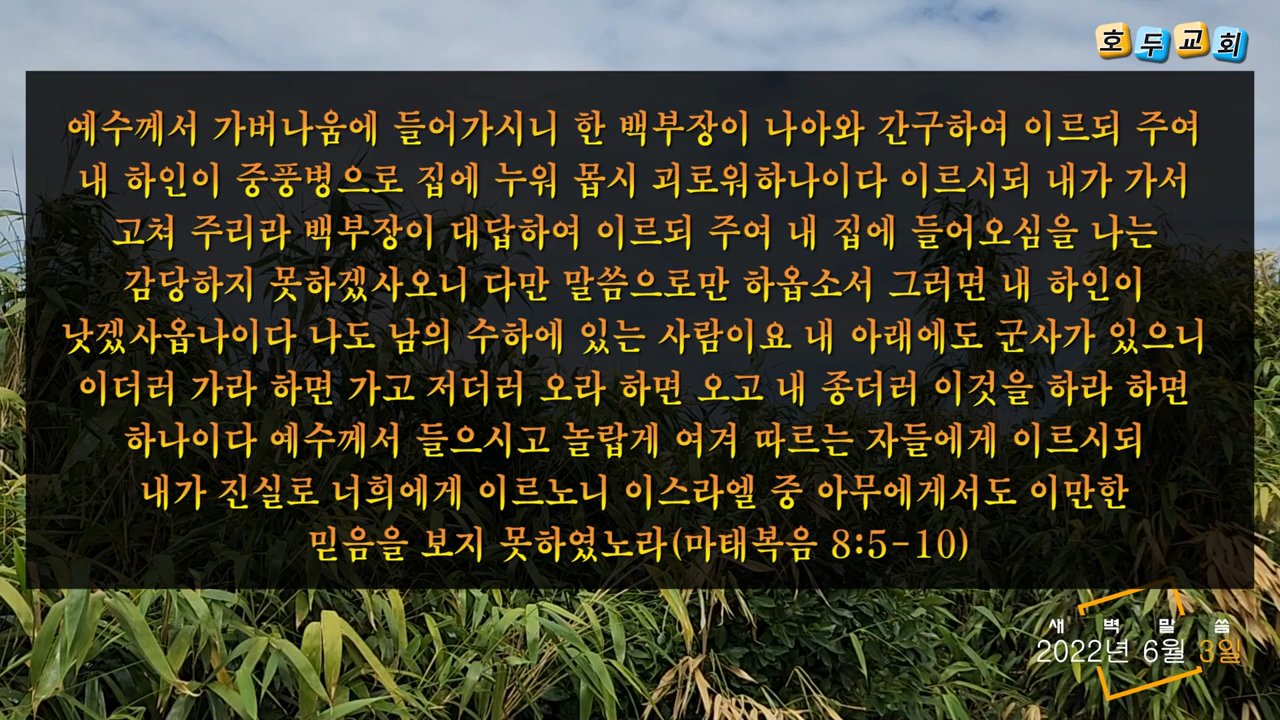 호두교회
예수께서 가버나움에 들어가시니 한 백부장이 나아와 간구하여 이르되 주여
내 하인이 중풍병으로 집에 누워 몹시 괴로워하나이다 이르시되 내가 가서
고쳐 주리라 백부장이 대답하여 이르되 주여 내 집에 들어오심을 나는
감당하지 못하겠사오니 다만 말씀으로만 하옵소서 그러면 내 하인이
낫겠사옵나이다 나도 남의 수하에 있는 사람이요 내 아래에도 군사가 있으니
이더러 가라 하면 가고 저더러 오라 하면 오고 내 종더러 이것을 하라 하면
하나이다 예수께서 들으시고 놀랍게 여겨 따르는 자들에게 이르시되
내가 진실로 너희에게 이르노니 이스라엘 중 아무에게서도 이만한
믿음을 보지 못하였노라(마태복음 8:5-10)
새벽말씀
2022년 6월 3일